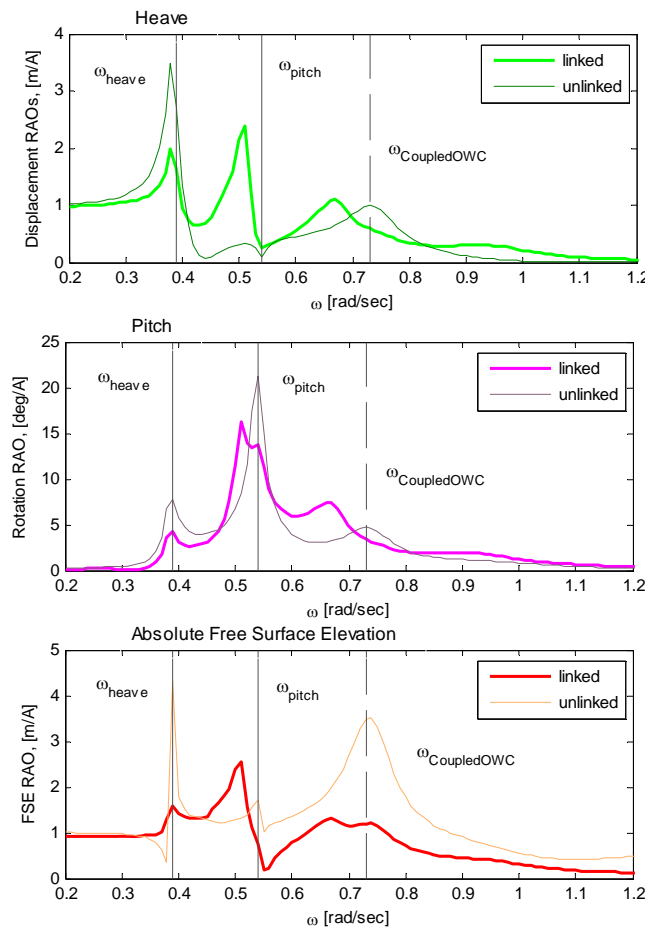 Heave
Displacement RAOs, [m/A]
4
3
2
1
0
ωheave
ωpitch
ωCoupledOWC
linked
unlinked
0.2 0.3 0.4 0.5 0.6 0.7 0.8 0.9 1 1.1 1.2
ω [rad/sec]
Pitch
Rotation RAO, [deg/A]
25
20
15
10
5
0
ωheave
ωpitch
ωCoupledOWC
linked
unlinked
0.2 0.3 0.4 0.5 0.6 0.7 0.8 0.9 1 1.1 1.2
ω [rad/sec]
Absolute Free Surface Elevation
FSE RAO, [m/A]
5
4
3
2
1
0
ωheave
ωpitch
ωCoupledOWC
linked
unlinked
0.2 0.3 0.4 0.5 0.6 0.7 0.8 0.9 1 1.1 1.2
ω [rad/sec]